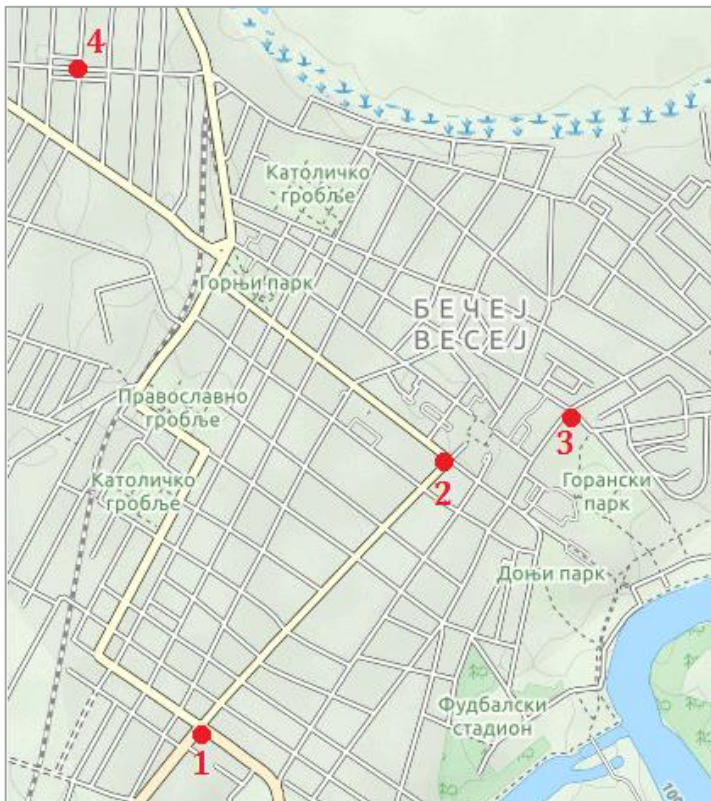 4
Католичко
гробље
Горњи парк
БЕЧЕЈ
ВЕСЕЈ
Православно
гробље
3
2
Католичко
гробље
Горански
парк
Доњи парк
Фудбалски
стадион
1